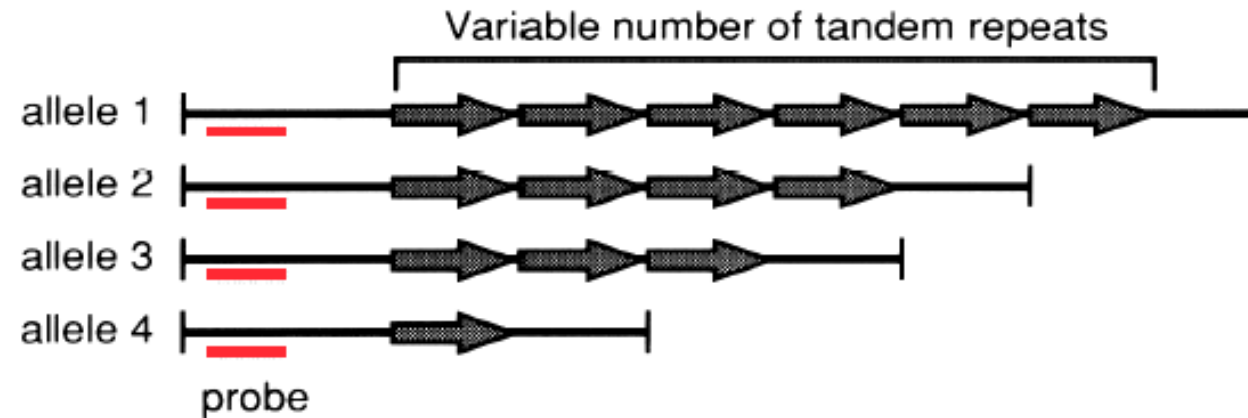 Variable number of tandem repeats
allele 1
allele 2
allele 3
allele 4
probe